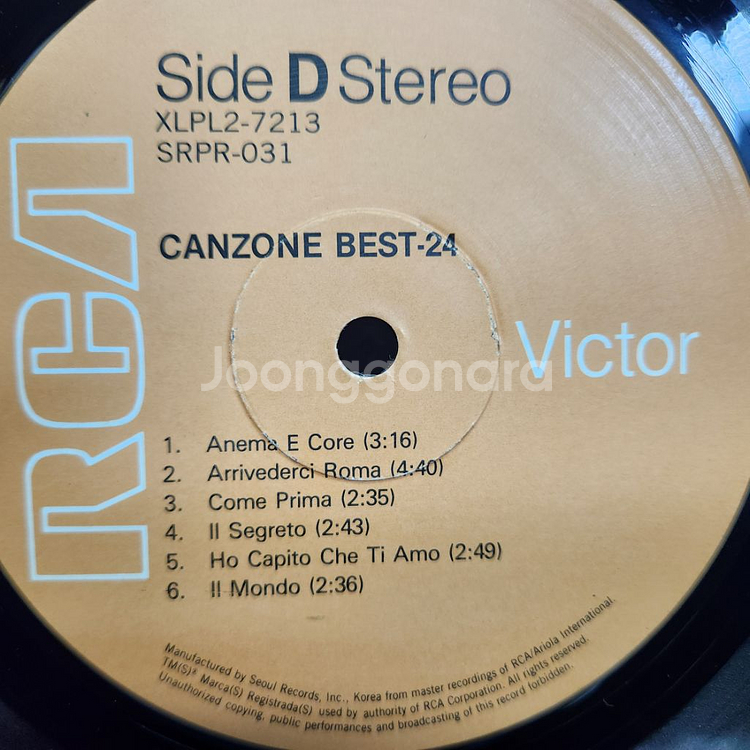 Side D Stereo
XLPL2-7213
SRPR-031
CANZONE BEST-24
RCA
Victor
Joonggonara
1. Anema E Core (3:16)
2. Arrivederci Roma (4:40)
3. Come Prima (2:35)
4. Il Segreto (2:43)
5. Ho Capito Che Ti Amo (2:49)
6. Il Mondo (2:36)
Manufactured by Seoul Records, Inc., Korea from master recordings of RCA/Ariola International.
TM(S)® Marca(S) Registrada(S) used by authority of RCA Corporation. All rights reserved.
Unauthorized copying, public performances and broadcasting of this record forbidden.